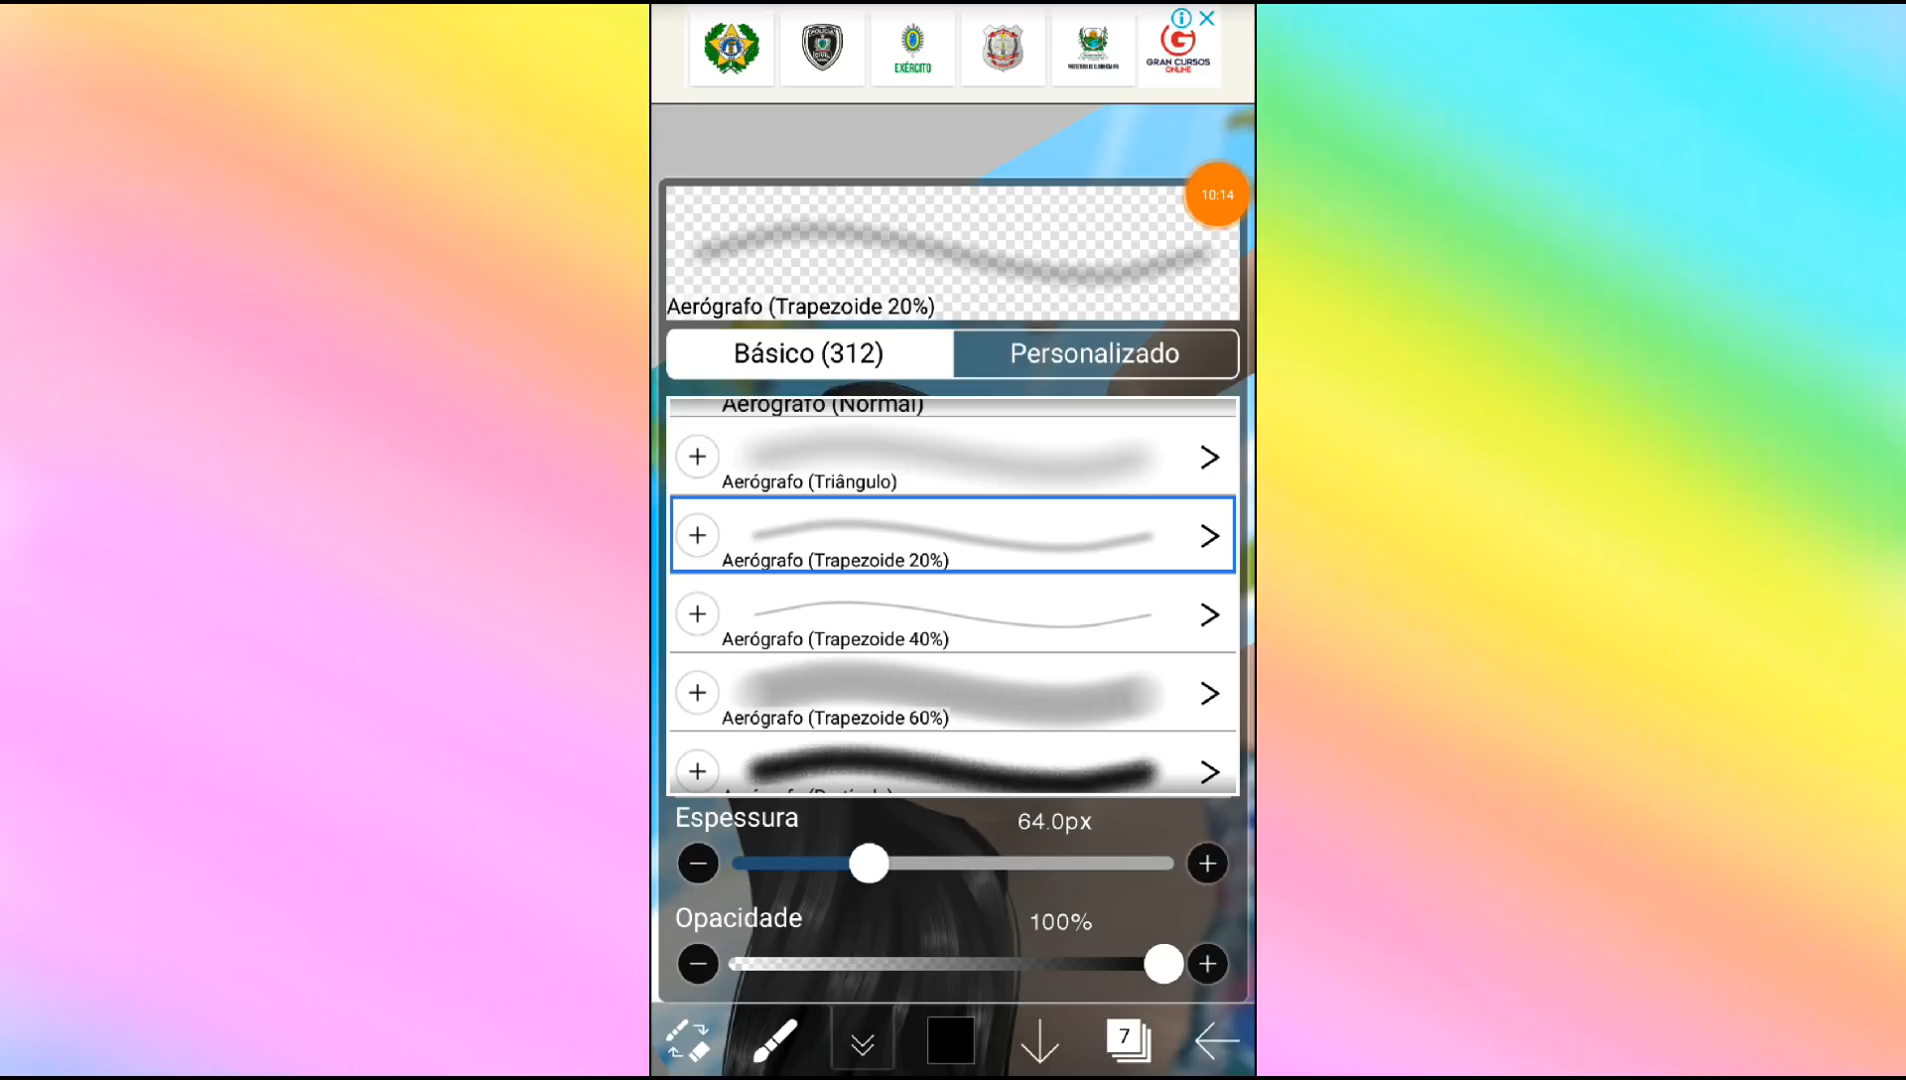 EXÉRCITO
GRAN CURSOS
ONLINE
10:14
Aerógrafo (Trapezoide 20%)
Básico (312)
Personalizado
Aerógrafo (Normal)
Aerógrafo (Triângulo)
Aerógrafo (Trapezoide 20%)
Aerógrafo (Trapezoide 40%)
Aerógrafo (Trapezoide 60%)
Espessura
64.0px
Opacidade
100%
7